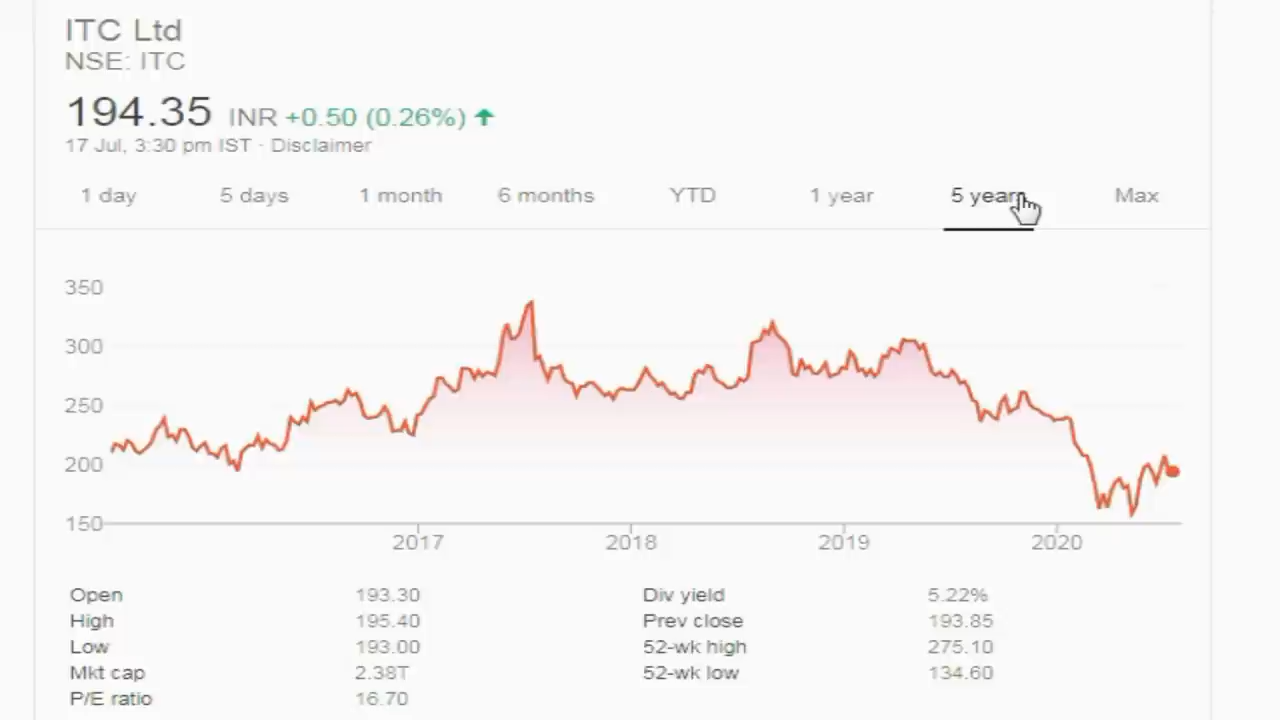 ITC Ltd
NSE: ITC
194.35 INR +0.50 (0.26%)
17 Jul, 3:30 pm IST · Disclaimer
1 day 5 days 1 month 6 months YTD 1 year 5 years Max
350
300
250
200
150
2017 2018 2019 2020
Open 193.30 Div yield 5.22%
High 195.40 Prev close 193.85
Low 193.00 52-wk high 275.10
Mkt cap 2.38T 52-wk low 134.60
P/E ratio 16.70